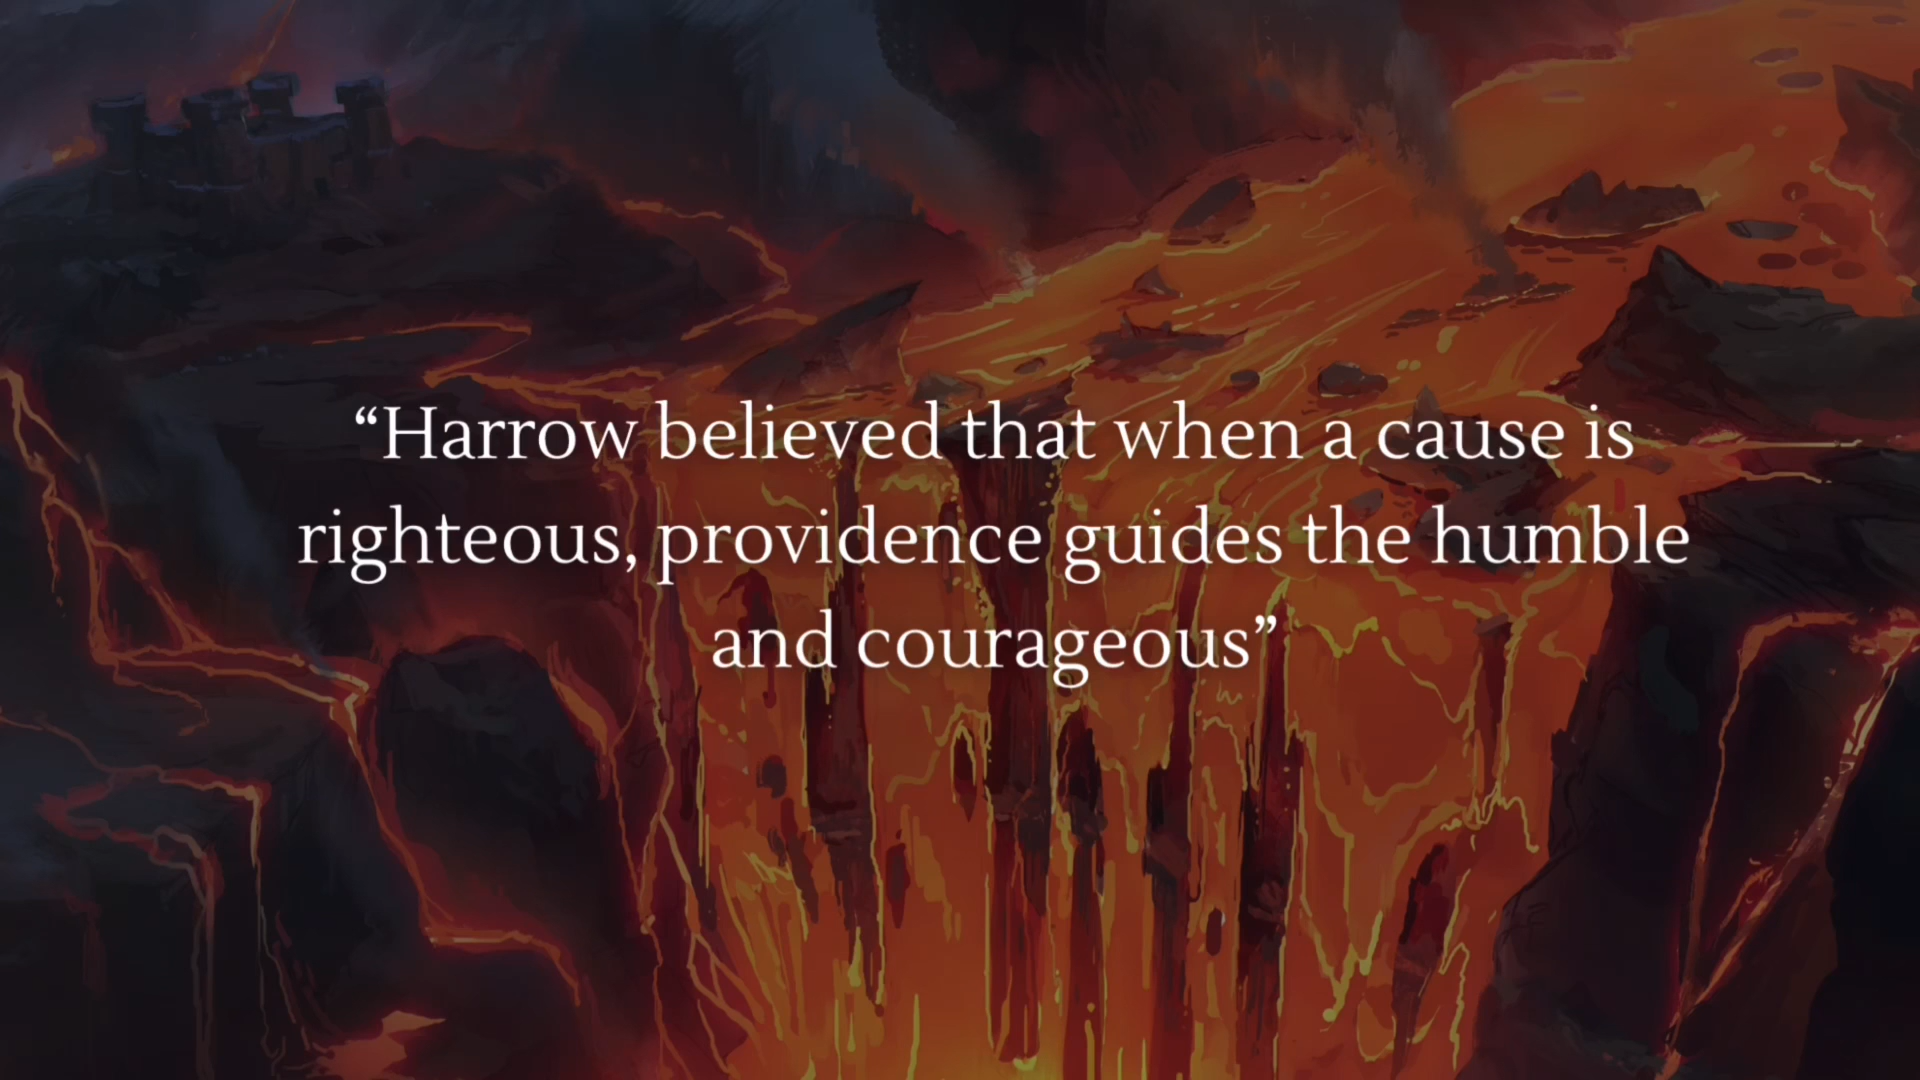 “Harrow believed that when a cause is
righteous, providence guides the humble
and courageous”